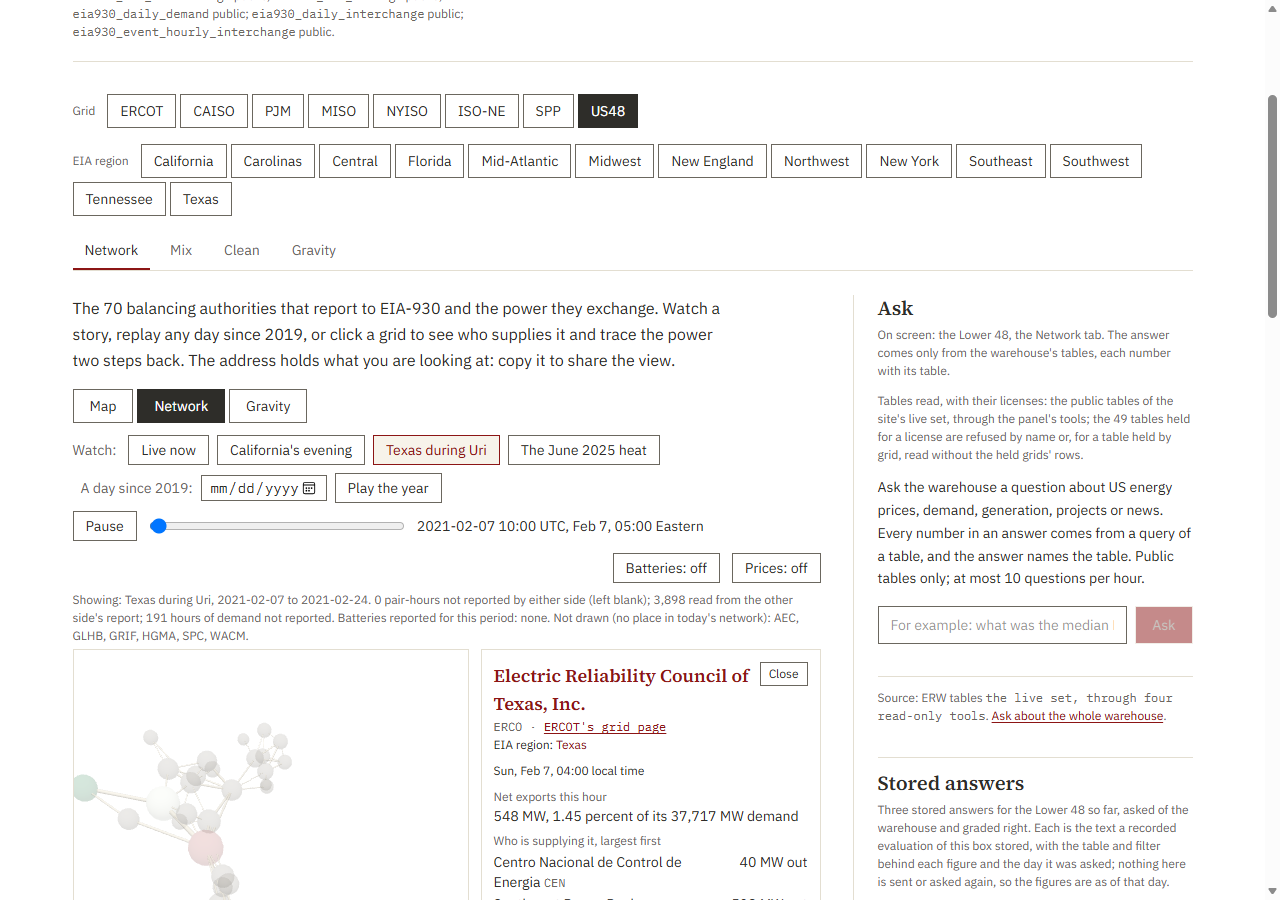 eia930_daily_demand public; eia930_daily_interchange public;
eia930_event_hourly_interchange public.
Grid ERCOT CAISO PJM MISO NYISO ISO-NE SPP US48
EIA region California Carolinas Central Florida Mid-Atlantic Midwest New England Northwest New York Southeast Southwest
Tennessee Texas
Network Mix Clean Gravity
The 70 balancing authorities that report to EIA-930 and the power they exchange. Watch a
story, replay any day since 2019, or click a grid to see who supplies it and trace the power
two steps back. The address holds what you are looking at: copy it to share the view.
Map Network Gravity
Watch: Live now California's evening Texas during Uri The June 2025 heat
A day since 2019: mm/dd/yyyy Play the year
Pause 2021-02-07 10:00 UTC, Feb 7, 05:00 Eastern
Batteries: off Prices: off
Showing: Texas during Uri, 2021-02-07 to 2021-02-24. 0 pair-hours not reported by either side (left blank); 3,898 read from the other
side's report; 191 hours of demand not reported. Batteries reported for this period: none. Not drawn (no place in today's network): AEC,
GLHB, GRIF, HGMA, SPC, WACM.
Electric Reliability Council of Close
Texas, Inc.
ERCO · ERCOT's grid page
EIA region: Texas
Sun, Feb 7, 04:00 local time
Net exports this hour
548 MW, 1.45 percent of its 37,717 MW demand
Who is supplying it, largest first
Centro Nacional de Control de 40 MW out
Energia CEN
Ask
On screen: the Lower 48, the Network tab. The answer
comes only from the warehouse's tables, each number
with its table.
Tables read, with their licenses: the public tables of the
site's live set, through the panel's tools; the 49 tables held
for a license are refused by name or, for a table held by
grid, read without the held grids' rows.
Ask the warehouse a question about US energy
prices, demand, generation, projects or news.
Every number in an answer comes from a query of
a table, and the answer names the table. Public
tables only; at most 10 questions per hour.
For example: what was the median Ask
Source: ERW tables the live set, through four
read-only tools. Ask about the whole warehouse.
Stored answers
Three stored answers for the Lower 48 so far, asked of the
warehouse and graded right. Each is the text a recorded
evaluation of this box stored, with the table and filter
behind each figure and the day it was asked; nothing here
is sent or asked again, so the figures are as of that day.